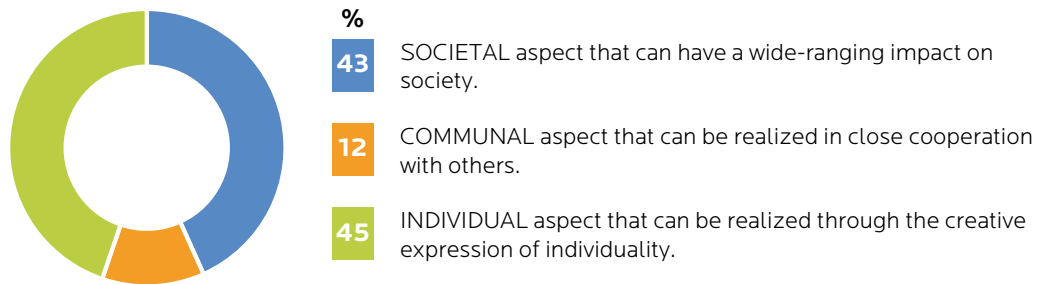 %
43
SOCIETAL aspect that can have a wide-ranging impact on
society.
12
COMMUNAL aspect that can be realized in close cooperation
with others.
45
INDIVIDUAL aspect that can be realized through the creative
expression of individuality.